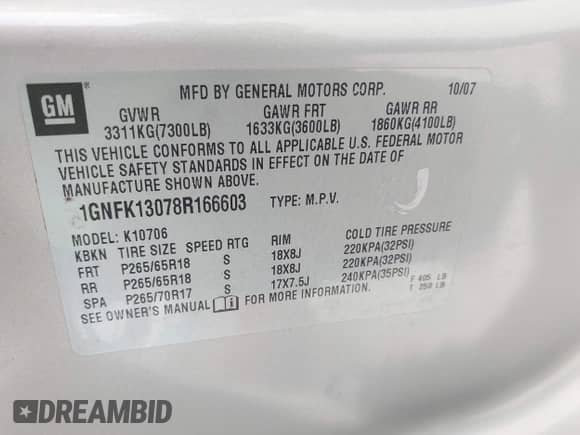 GM ®
MFD BY GENERAL MOTORS CORP. 10/07
GVWR GAWR FRT GAWR RR
3311KG(7300LB) 1633KG(3600LB) 1860KG(4100LB)
THIS VEHICLE CONFORMS TO ALL APPLICABLE U.S. FEDERAL MOTOR
VEHICLE SAFETY STANDARDS IN EFFECT ON THE DATE OF
MANUFACTURE SHOWN ABOVE.
1GNFK13078R166603 TYPE: M.P.V.
MODEL: K10706
KBKN TIRE SIZE SPEED RTG RIM COLD TIRE PRESSURE
FRT P265/65R18 S 18X8J 220KPA(32PSI)
RR P265/65R18 S 18X8J 220KPA(32PSI)
SPA P265/70R17 S 17X7.5J 240KPA(35PSI)
SEE OWNER'S MANUAL i FOR MORE INFORMATION.
F 405 LB
T 350 LB
DREAMBID